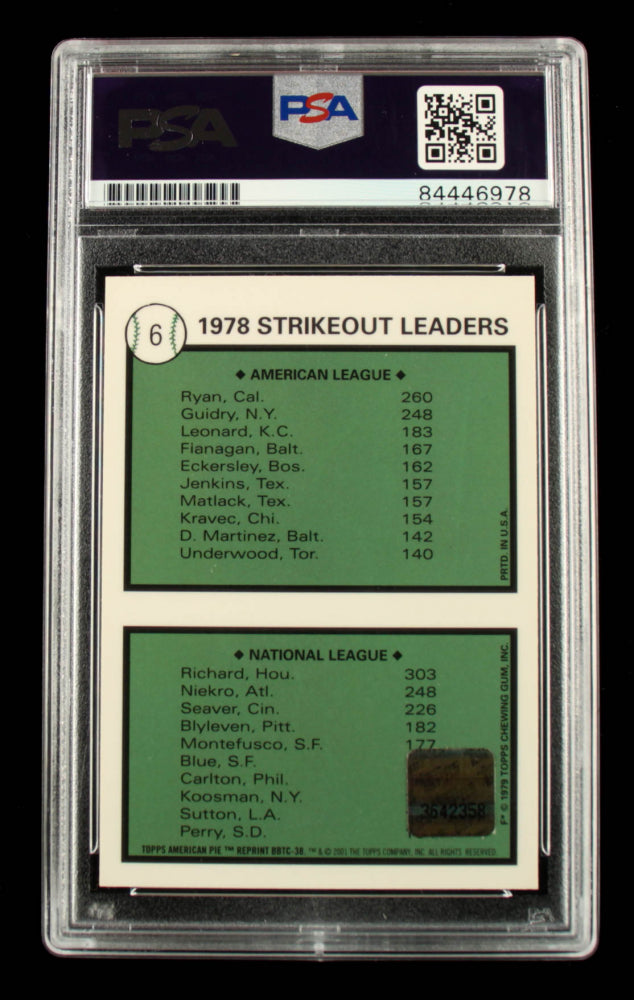 PSA PSA
84446978
6 1978 STRIKEOUT LEADERS
◆ AMERICAN LEAGUE ◆
Ryan, Cal. 260
Guidry, N.Y. 248
Leonard, K.C. 183
Flanagan, Balt. 167
Eckersley, Bos. 162
Jenkins, Tex. 157
Matlack, Tex. 157
Kravec, Chi. 154
D. Martinez, Balt. 142
Underwood, Tor. 140
PRTD. IN U.S.A.
◆ NATIONAL LEAGUE ◆
Richard, Hou. 303
Niekro, Atl. 248
Seaver, Cin. 226
Blyleven, Pitt. 182
Montefusco, S.F. 177
Blue, S.F.
Carlton, Phil.
Koosman, N.Y.
Sutton, L.A.
Perry, S.D.
3642358
F* © 1979 TOPPS CHEWING GUM, INC.
TOPPS AMERICAN PIE ™ REPRINT BBTC-38. ™ & © 2001 THE TOPPS COMPANY, INC. ALL RIGHTS RESERVED.